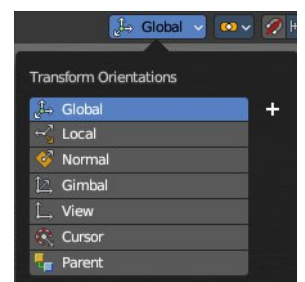 Global
Transform Orientations
Global
Local
Normal
Gimbal
View
Cursor
Parent